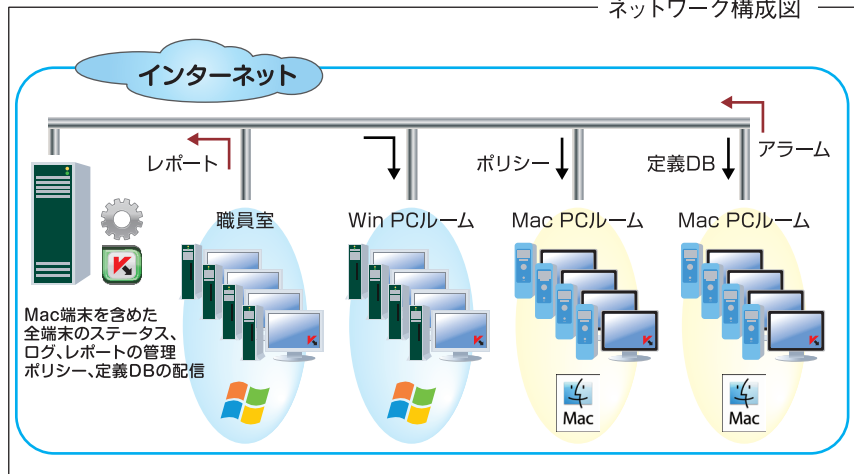 ネットワーク構成図
インターネット
アラーム
レポート
ポリシー
定義DB
職員室
Win PCルーム
Mac PCルーム
Mac PCルーム
Mac端末を含めた
全端末のステータス、
ログ、レポートの管理
ポリシー、定義DBの配信
Mac
Mac